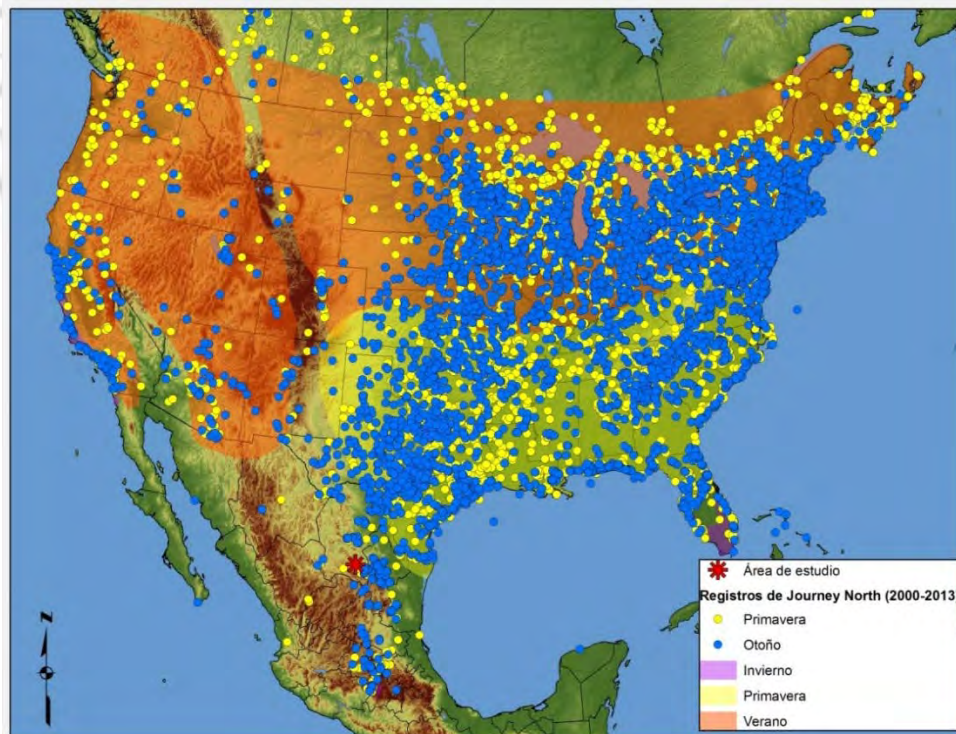 Área de estudio
Registros de Journey North (2000-2013)
Primavera
Otoño
Invierno
Primavera
Verano
N